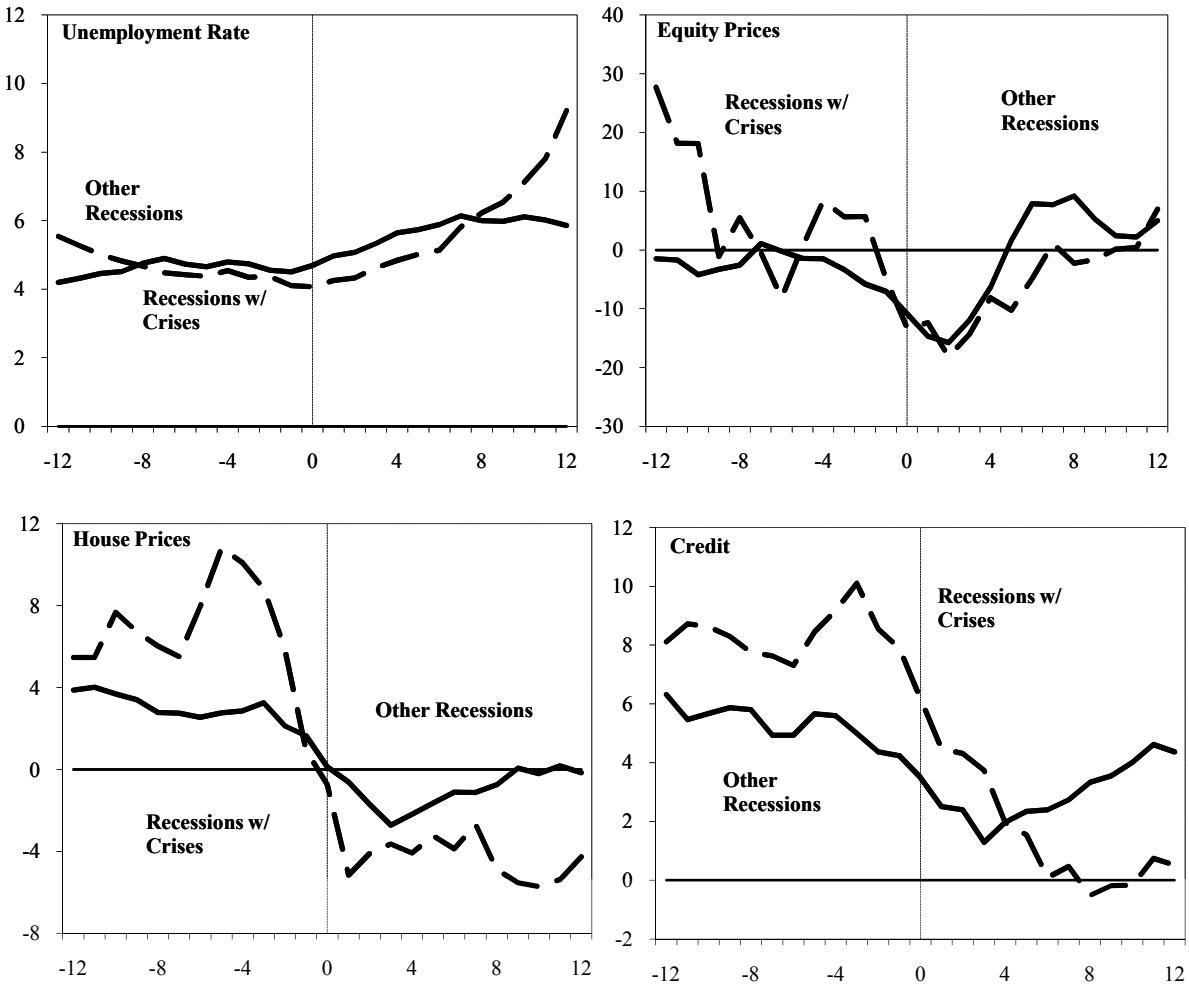 Unemployment Rate
12
10
8
6
4
2
0
Other
Recessions
Recessions w/
Crises
-12 -8 -4 0 4 8 12
Equity Prices
40
30
20
10
0
-10
-20
-30
Recessions w/
Crises
Other
Recessions
-12 -8 -4 0 4 8 12
House Prices
12
8
4
0
-4
-8
Other Recessions
Recessions w/
Crises
-12 -8 -4 0 4 8 12
Credit
12
10
8
6
4
2
0
-2
Recessions w/
Crises
Other
Recessions
-12 -8 -4 0 4 8 12